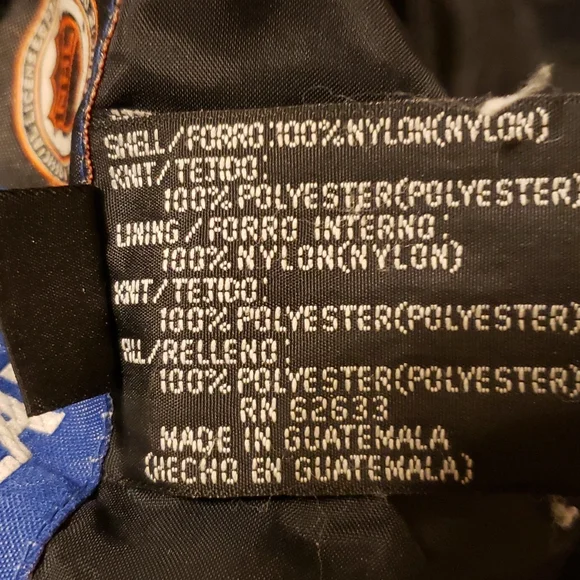 SHELL/FORRO:100% NYLON(NYLON)
KNIT/TEJIDO:
100% POLYESTER(POLYESTER)
LINING/FORRO INTERNO:
100% NYLON(NYLON)
KNIT/TEJIDO:
100% POLYESTER(POLYESTER)
FILL/RELLENO:
100% POLYESTER(POLYESTER)
RN 62633
MADE IN GUATEMALA
(HECHO EN GUATEMALA)